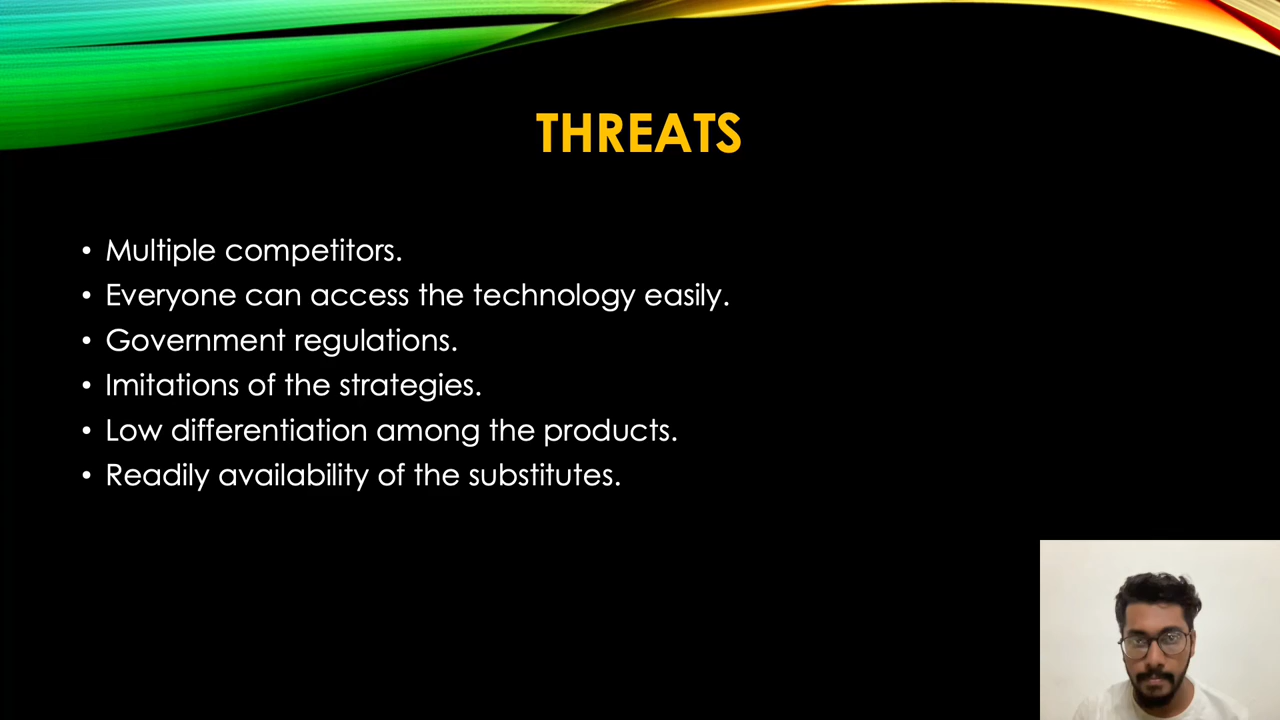 THREATS
• Multiple competitors.
• Everyone can access the technology easily.
• Government regulations.
• Imitations of the strategies.
• Low differentiation among the products.
• Readily availability of the substitutes.